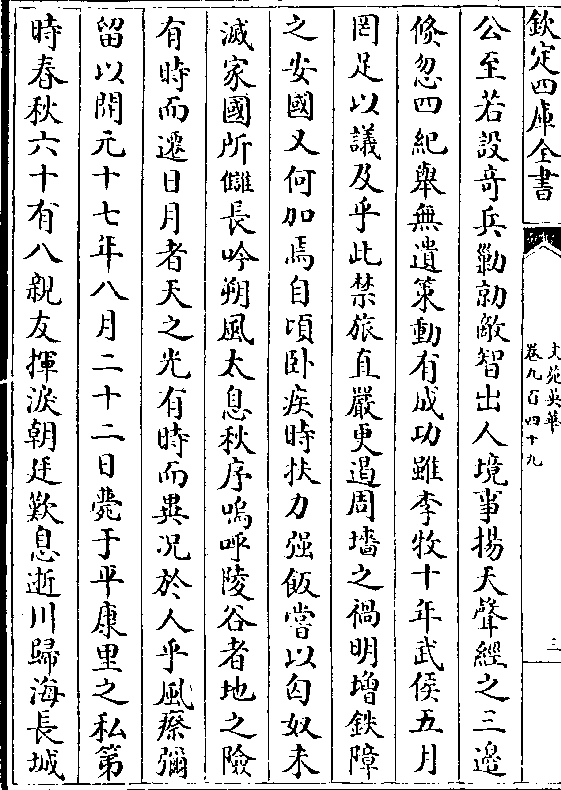 欽定四庫全書
文苑英華
卷九百四十九
三
公至若設奇兵勦勍敵智出人境事揚天聲經之三邊
倐忽四紀舉無遺策動有成功雖李牧十年武侯五月
罔足以議及乎此禁旅直嚴更遏周墻之禍明增鉄障
之安國又何加焉自頃卧疾時扶力强飯嘗以匈奴未
滅家國所讎長吟朔風太息秋序嗚呼陵谷者地之險
有時而遷日月者天之光有時而異况於人乎風瘵彌
留以開元十七年八月二十二日薨于平康里之私第
時春秋六十有八親友揮淚朝廷歎息逝川歸海長城